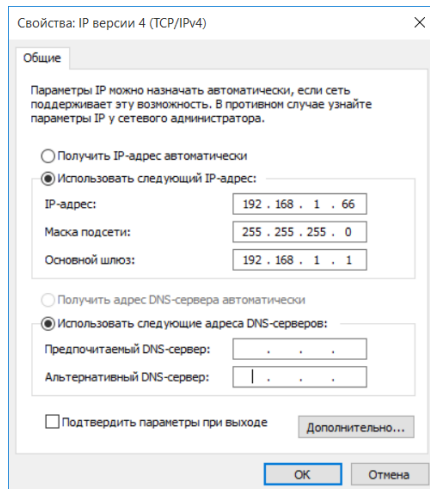 Свойства: IP версии 4 (TCP/IPv4)
Общие
Параметры IP можно назначать автоматически, если сеть
поддерживает эту возможность. В противном случае узнайте
параметры IP у сетевого администратора.
Получить IP-адрес автоматически
Использовать следующий IP-адрес:
IP-адрес: 192 . 168 . 1 . 66
Маска подсети: 255 . 255 . 255 . 0
Основной шлюз: 192 . 168 . 1 . 1
Получить адрес DNS-сервера автоматически
Использовать следующие адреса DNS-серверов:
Предпочитаемый DNS-сервер: . . .
Альтернативный DNS-сервер: . . .
Подтвердить параметры при выходе
Дополнительно...
OK Отмена